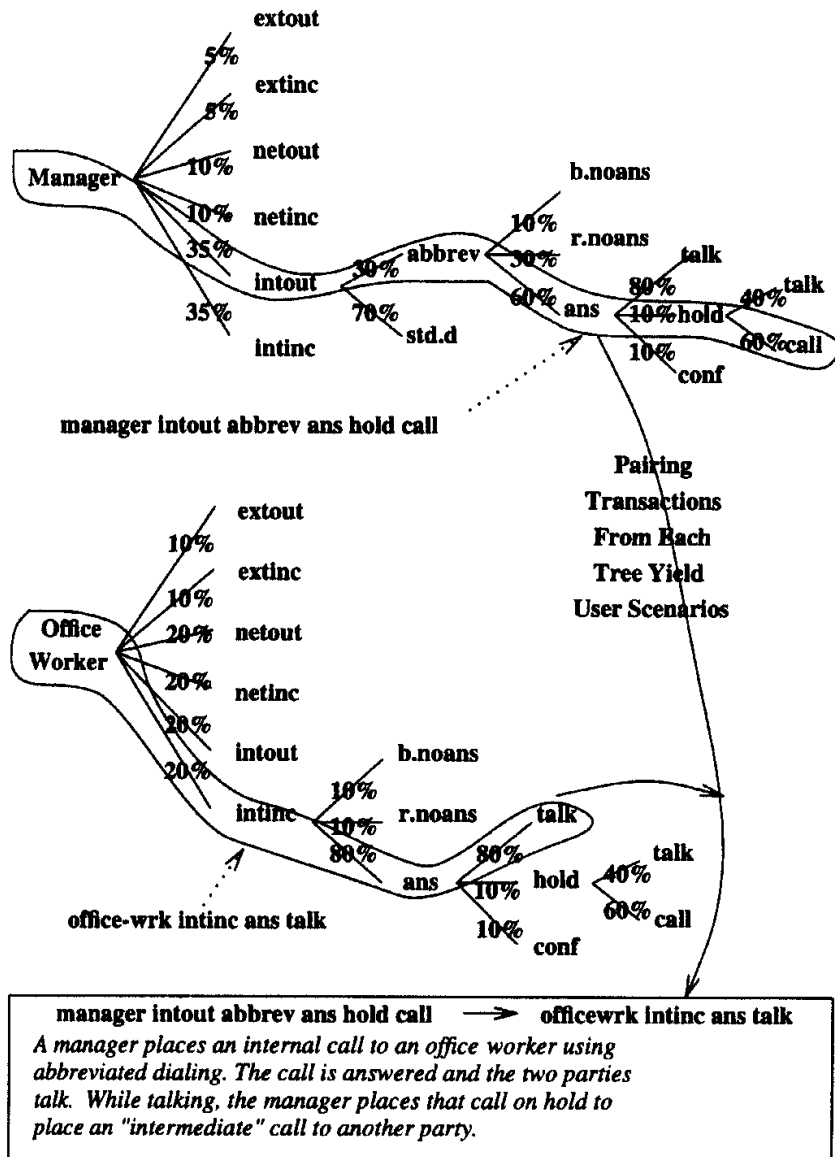 extout
5%
extinc
5%
netout
10%
Manager
netinc
10%
35%
intout
35%
intinc
30%
abbrev
70%
std.d
b.noans
10%
r.noans
30%
60%
ans
talk
80%
10%
hold
10%
conf
talk
40%
60%
call
manager intout abbrev ans hold call
Pairing
Transactions
From Each
Tree Yield
User Scenarios
extout
10%
extinc
10%
Office
Worker
netout
20%
netinc
20%
20%
intout
20%
intinc
b.noans
10%
r.noans
10%
80%
ans
talk
80%
hold
10%
10%
conf
talk
40%
60%
call
office-wrk intinc ans talk
manager intout abbrev ans hold call officewrk intinc ans talk
A manager places an internal call to an office worker using
abbreviated dialing. The call is answered and the two parties
talk. While talking, the manager places that call on hold to
place an "intermediate" call to another party.